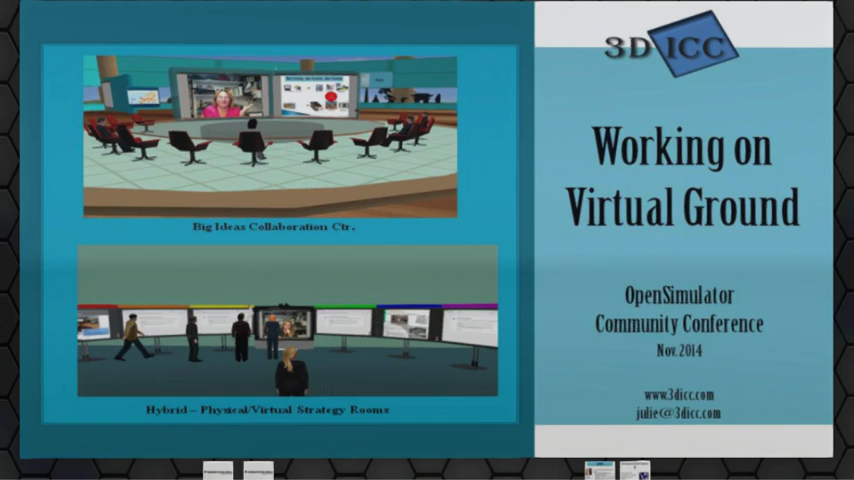 3D ICC
Working on
Virtual Ground
OpenSimulator
Community Conference
Nov. 2014
www.3dicc.com
julie@3dicc.com
Big Ideas Collaboration Ctr.
Hybrid – Physical/Virtual Strategy Rooms